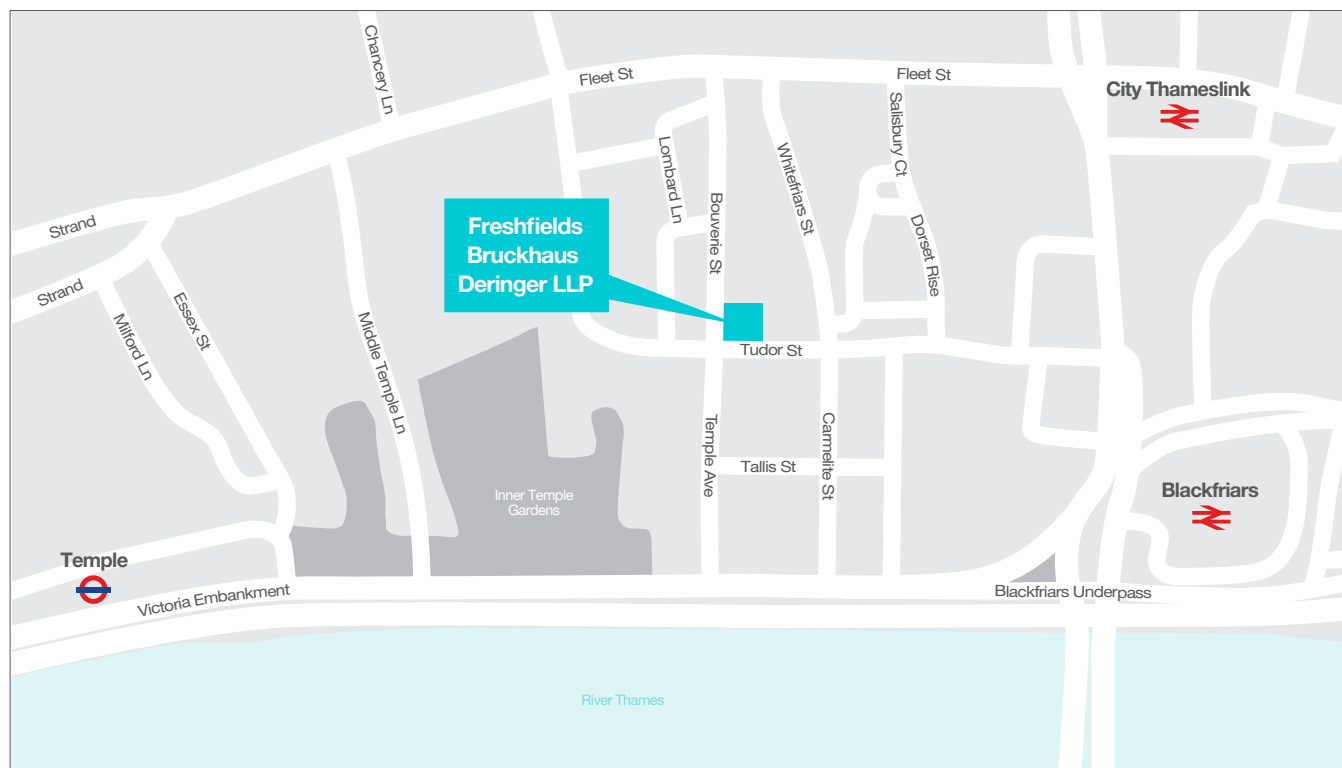 Chancery Ln
Fleet St
Fleet St
City Thameslink
Salisbury Ct
Lombard Ln
Whitefriars St
Bouverie St
Strand
Freshfields
Bruckhaus
Deringer LLP
Dorset Rise
Strand
Essex St
Milford Ln
Middle Temple Ln
Tudor St
Temple Ave
Carmelite St
Tallis St
Inner Temple
Gardens
Blackfriars
Temple
Victoria Embankment
Blackfriars Underpass
River Thames